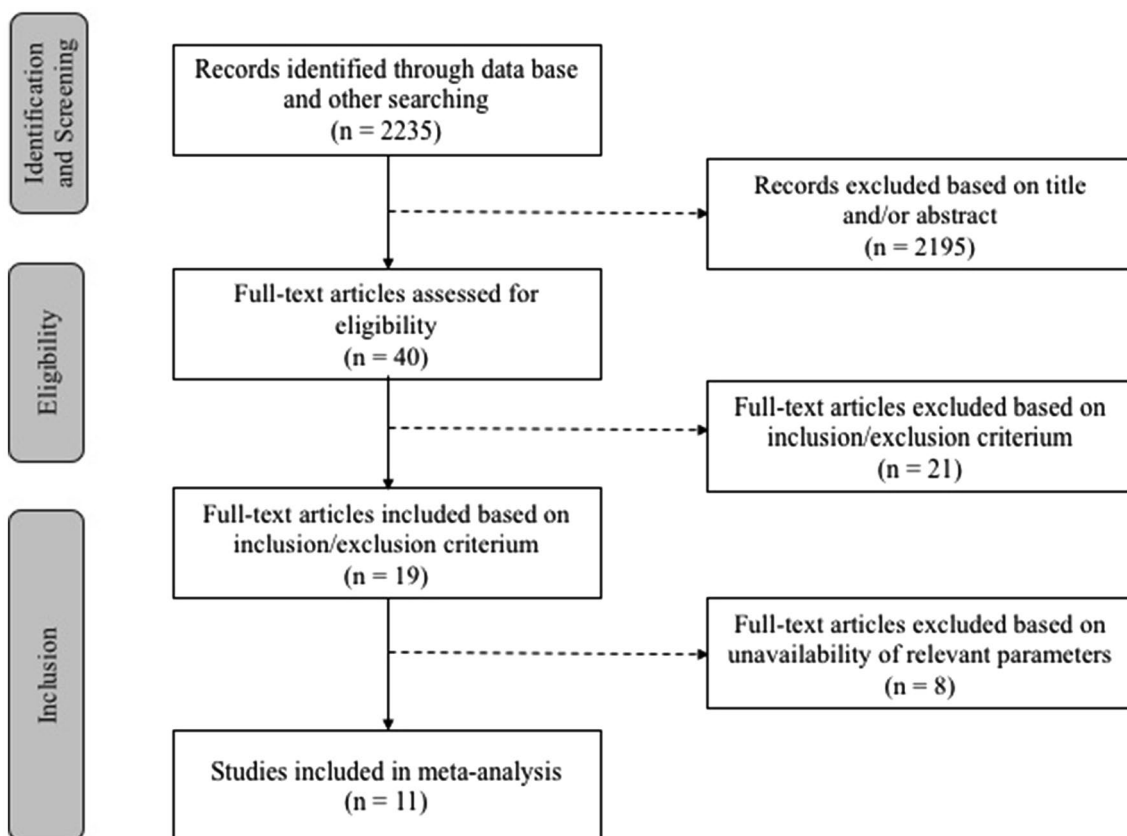 Identification
and Screening
Records identified through data base
and other searching
(n = 2235)
Records excluded based on title
and/or abstract
(n = 2195)
Eligibility
Full-text articles assessed for
eligibility
(n = 40)
Full-text articles excluded based on
inclusion/exclusion criterium
(n = 21)
Inclusion
Full-text articles included based on
inclusion/exclusion criterium
(n = 19)
Full-text articles excluded based on
unavailability of relevant parameters
(n = 8)
Studies included in meta-analysis
(n = 11)